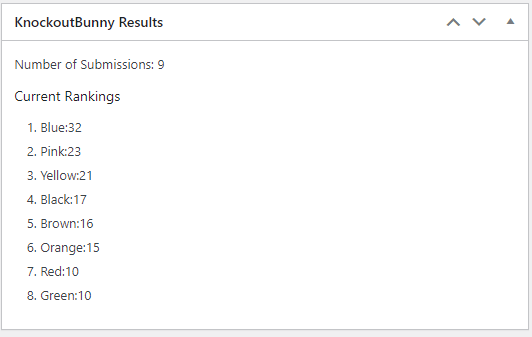 KnockoutBunny Results
Number of Submissions: 9
Current Rankings
1. Blue:32
2. Pink:23
3. Yellow:21
4. Black:17
5. Brown:16
6. Orange:15
7. Red:10
8. Green:10